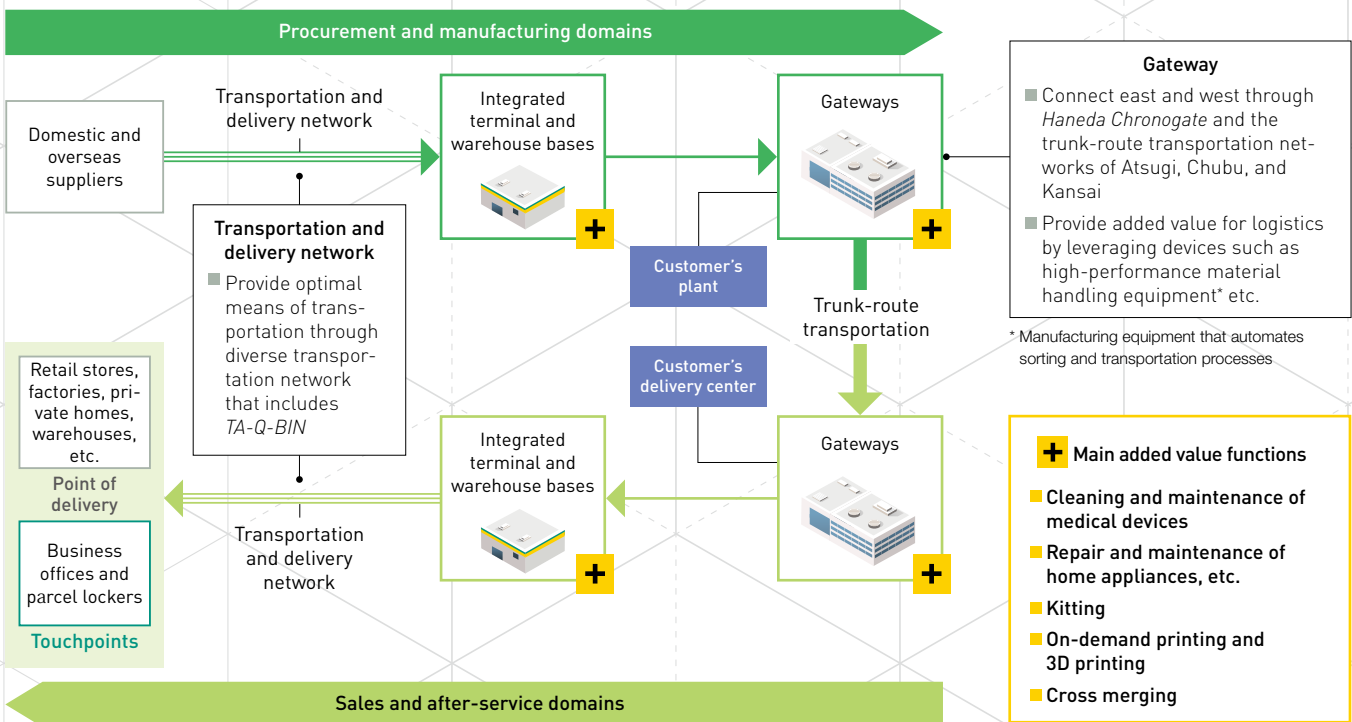 Procurement and manufacturing domains
Domestic and
overseas
suppliers
Transportation and
delivery network
Integrated
terminal and
warehouse bases
+
Gateways
+
Gateway
Connect east and west through
Haneda Chronogate and the
trunk-route transportation net-
works of Atsugi, Chubu, and
Kansai
Provide added value for logistics
by leveraging devices such as
high-performance material
handling equipment* etc.
* Manufacturing equipment that automates
sorting and transportation processes
Transportation and
delivery network
Provide optimal
means of trans-
portation through
diverse transpor-
tation network
that includes
TA-Q-BIN
Customer's
plant
Trunk-route
transportation
Customer's
delivery center
Retail stores,
factories, pri-
vate homes,
warehouses,
etc.
Point of
delivery
Business
offices and
parcel lockers
Touchpoints
Transportation
and delivery
network
Integrated
terminal and
warehouse bases
+
Gateways
+
+ Main added value functions
Cleaning and maintenance of
medical devices
Repair and maintenance of
home appliances, etc.
Kitting
On-demand printing and
3D printing
Cross merging
Sales and after-service domains